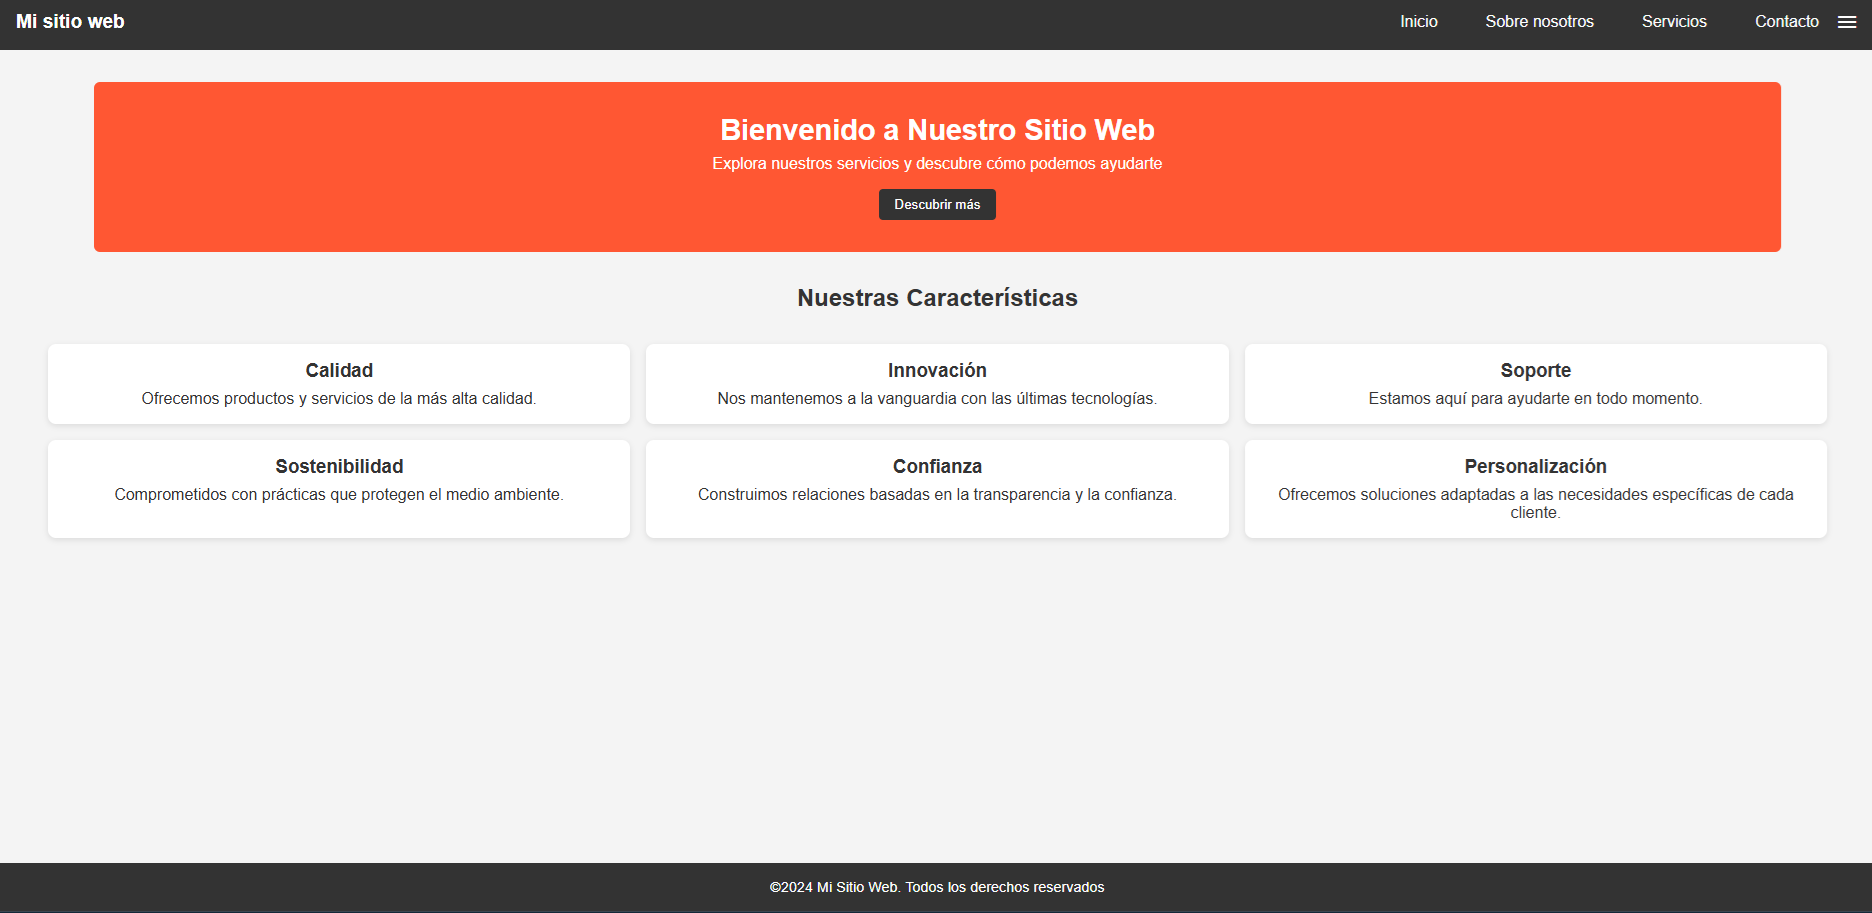 Mi sitio web
Inicio
Sobre nosotros
Servicios
Contacto
Bienvenido a Nuestro Sitio Web
Explora nuestros servicios y descubre cómo podemos ayudarte
Descubrir más
Nuestras Características
Calidad
Ofrecemos productos y servicios de la más alta calidad.
Innovación
Nos mantenemos a la vanguardia con las últimas tecnologías.
Soporte
Estamos aquí para ayudarte en todo momento.
Sostenibilidad
Comprometidos con prácticas que protegen el medio ambiente.
Confianza
Construimos relaciones basadas en la transparencia y la confianza.
Personalización
Ofrecemos soluciones adaptadas a las necesidades específicas de cada
cliente.
©2024 Mi Sitio Web. Todos los derechos reservados